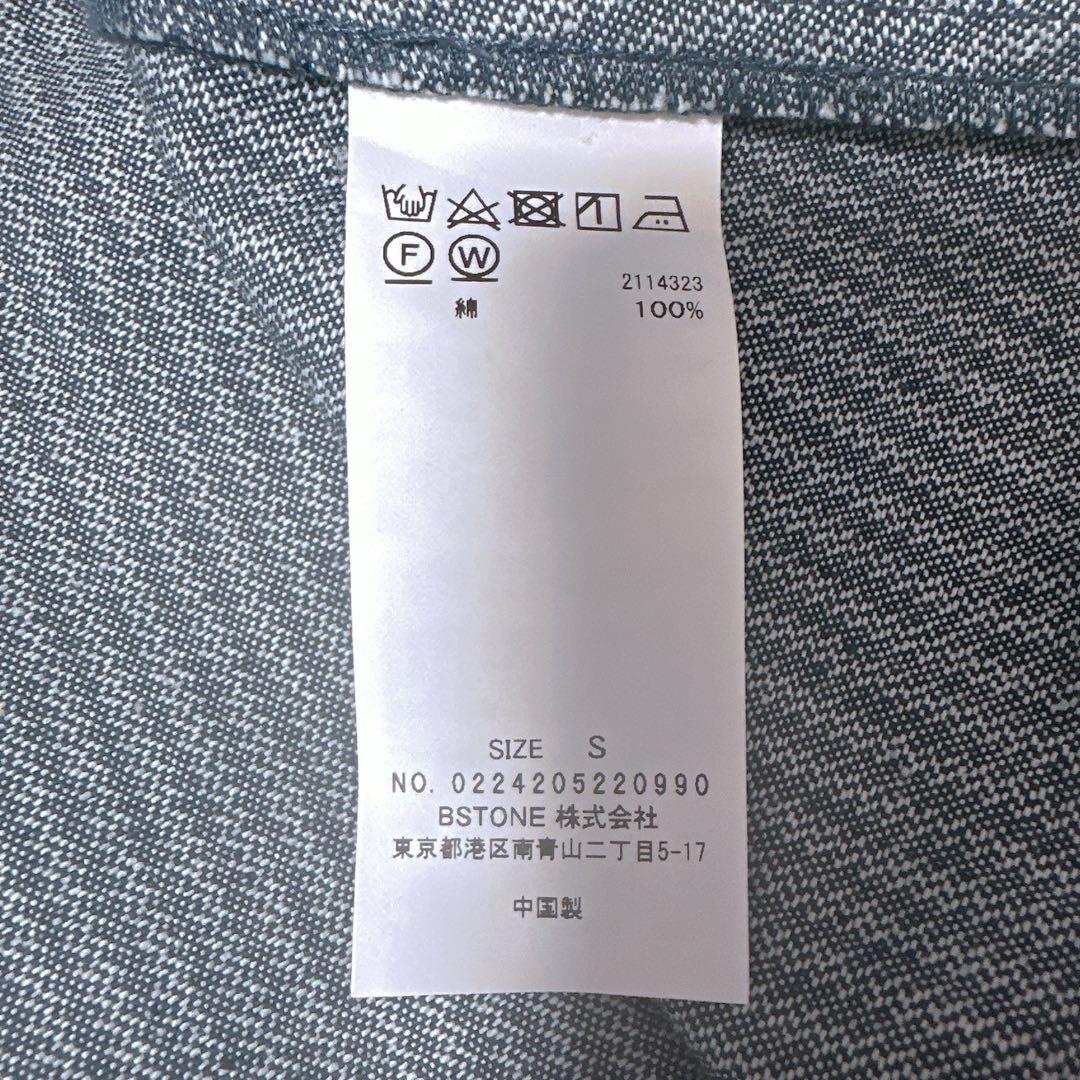 F W
2114323
綿 100%
SIZE S
NO. 0224205220990
BSTONE 株式会社
東京都港区南青山二丁目5-17
中国製